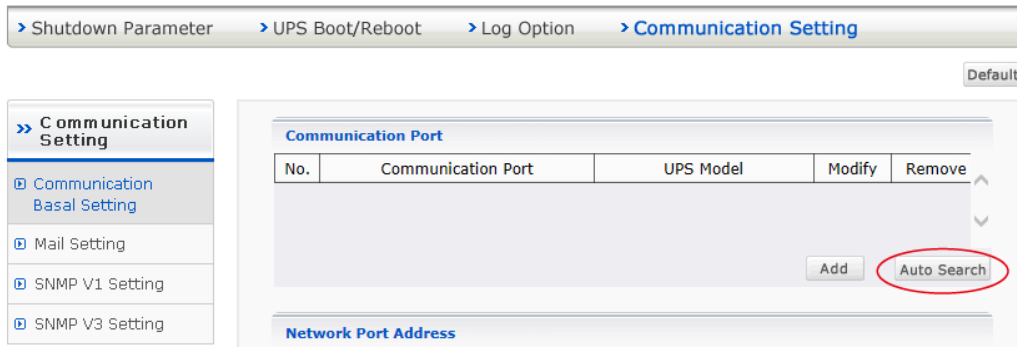 Shutdown Parameter UPS Boot/Reboot Log Option Communication Setting
Default
Communication
Setting
Communication
Basal Setting
Mail Setting
SNMP V1 Setting
SNMP V3 Setting
Communication Port
No. Communication Port UPS Model Modify Remove
Add Auto Search
Network Port Address